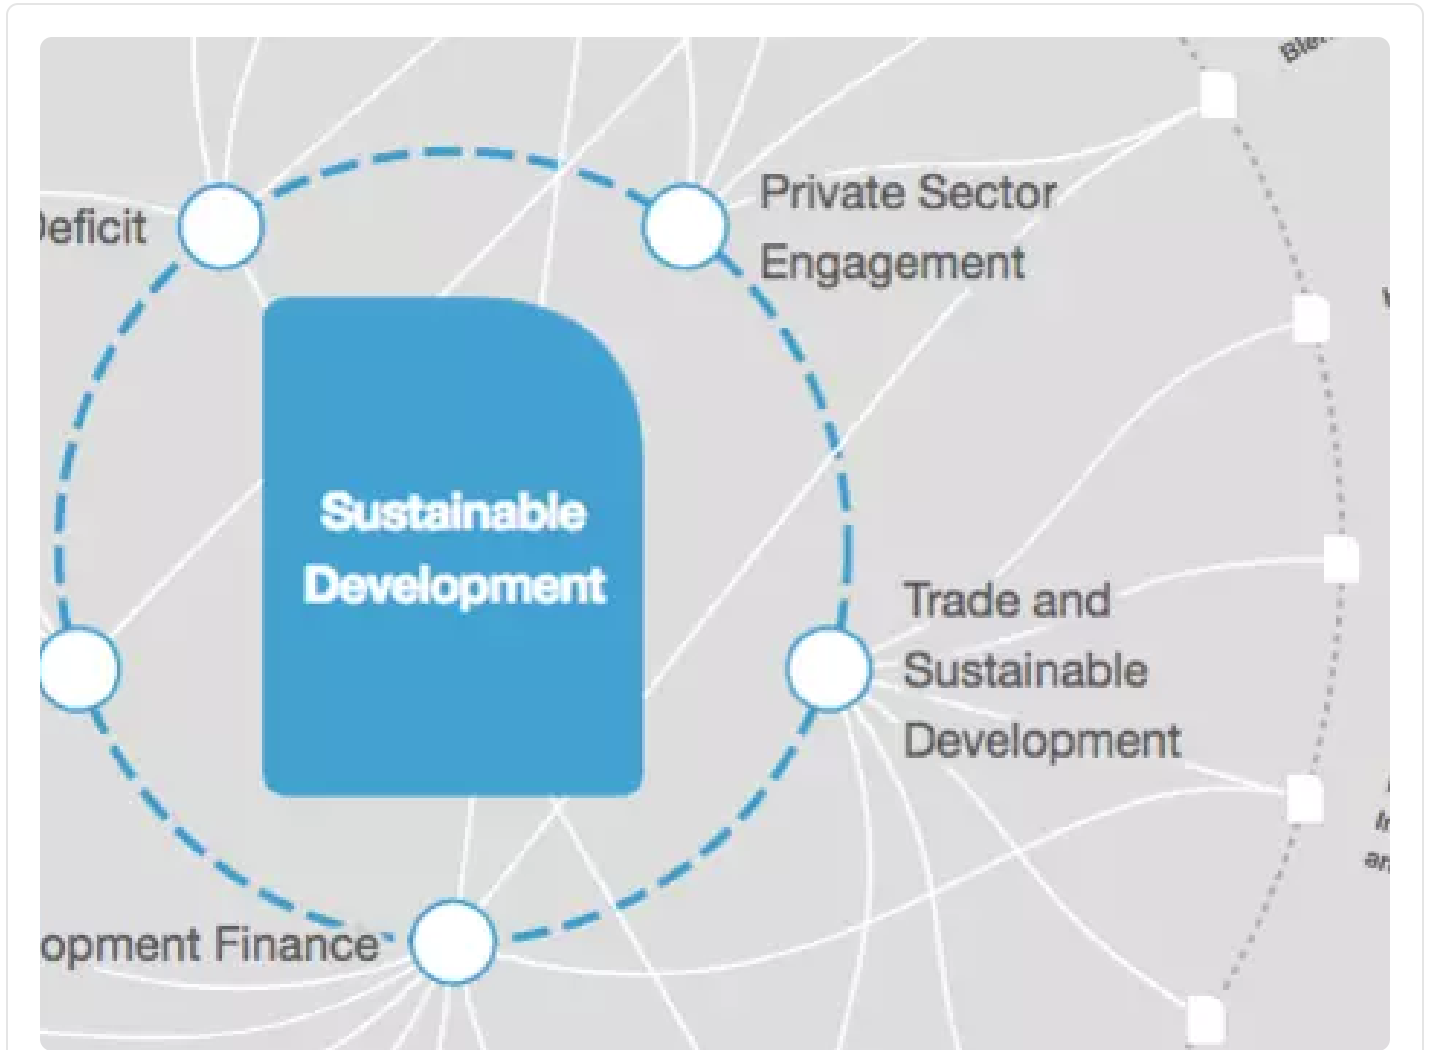 Deficit
Private Sector
Engagement
Sustainable
Development
Trade and
Sustainable
Development
opment Finance